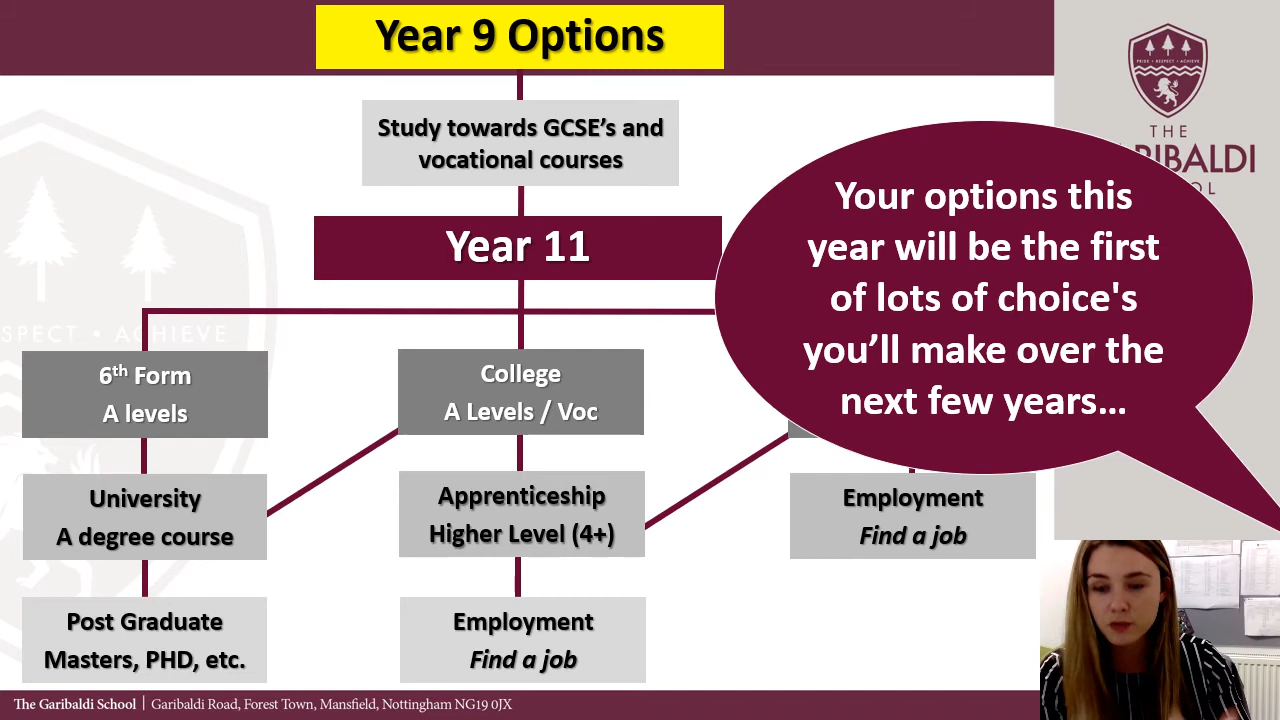 Year 9 Options
PRIDE • RESPECT • ACHIEVE
THE
Study towards GCSE’s and
vocational courses
Year 11
Your options this
year will be the first
of lots of choice's
you’ll make over the
next few years…
6th Form
A levels
College
A Levels / Voc
University
A degree course
Apprenticeship
Higher Level (4+)
Employment
Find a job
Post Graduate
Masters, PHD, etc.
Employment
Find a job
The Garibaldi School | Garibaldi Road, Forest Town, Mansfield, Nottingham NG19 0JX